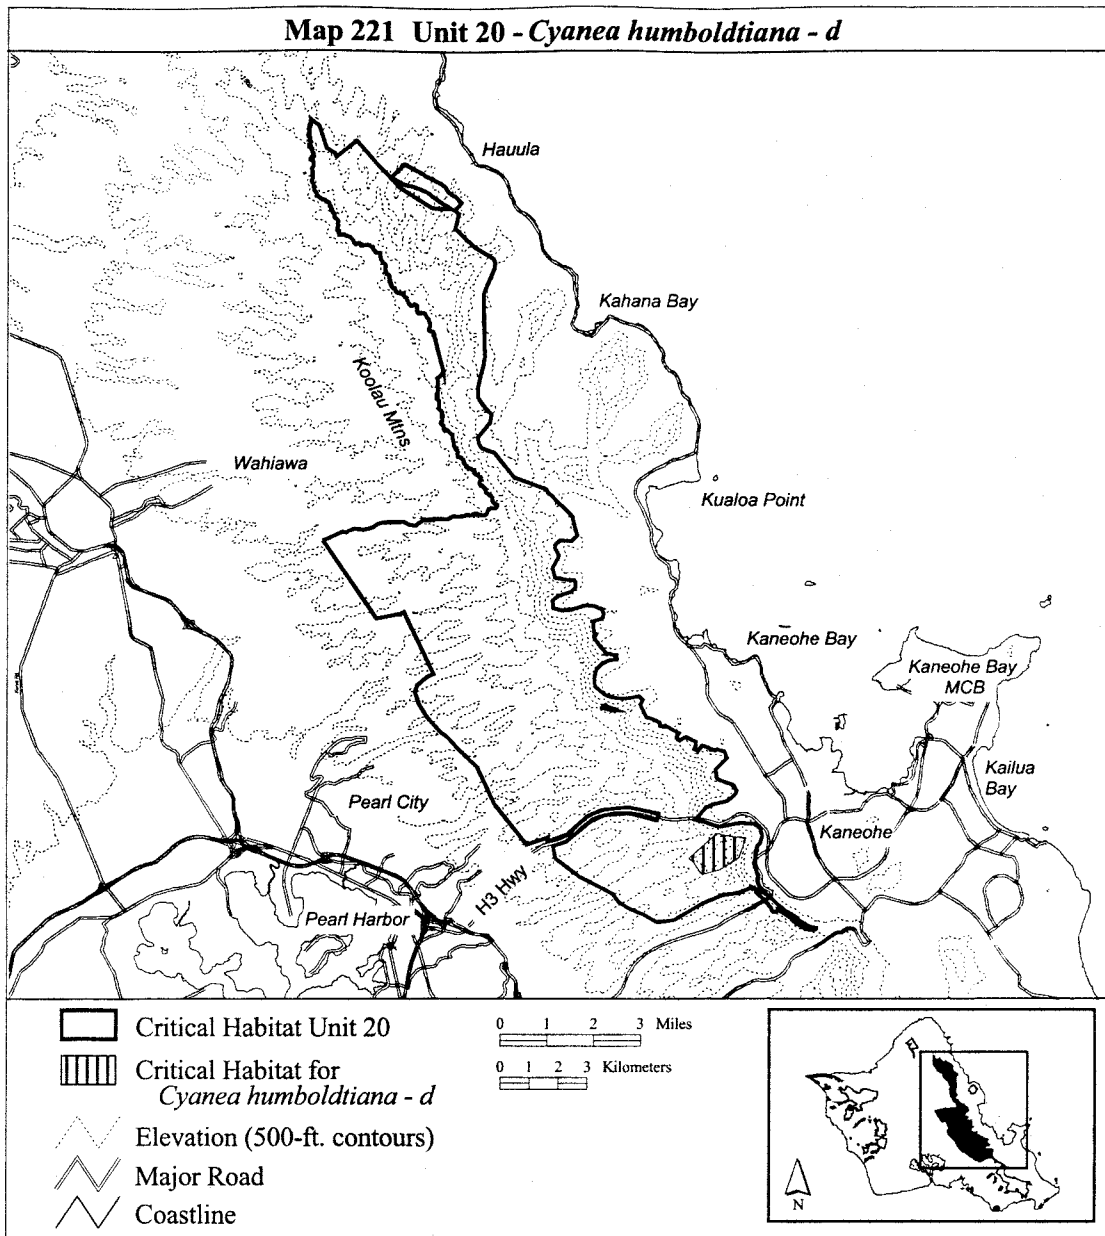 Map 221 Unit 20 - Cyanea humboldtiana - d
Hauula
Kahana Bay
Koolau Mtns
Wahiawa
Kualoa Point
Kaneohe Bay
Kaneohe Bay
MCB
Kailua
Bay
Pearl City
Kaneohe
H3 Hwy
Pearl Harbor
Critical Habitat Unit 20
Critical Habitat for
Cyanea humboldtiana - d
Elevation (500-ft. contours)
Major Road
Coastline
0 1 2 3 Miles
0 1 2 3 Kilometers
N